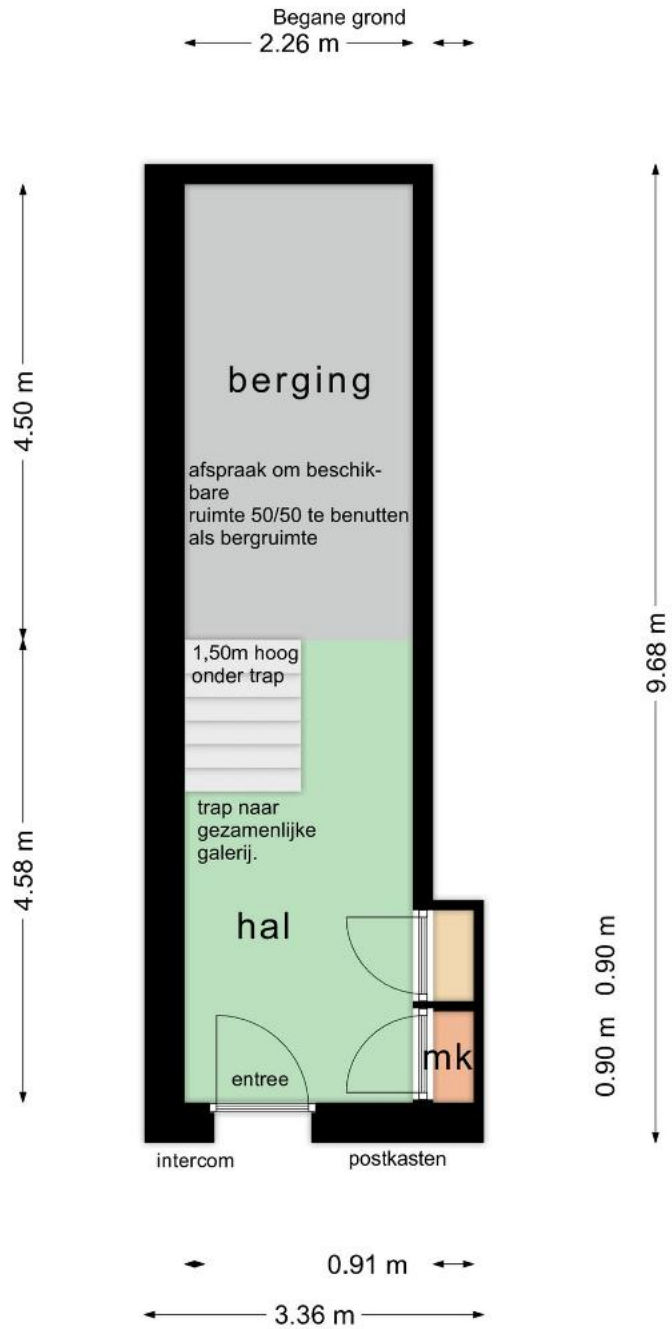 Begane grond
2.26 m
4.50 m
berging
afspraak om beschik-
bare
ruimte 50/50 te benutten
als bergruimte
9.68 m
1,50m hoog
onder trap
trap naar
gezamenlijke
galerij.
4.58 m
hal
0.90 m
0.90 m
mk
entree
intercom
postkasten
0.91 m
3.36 m